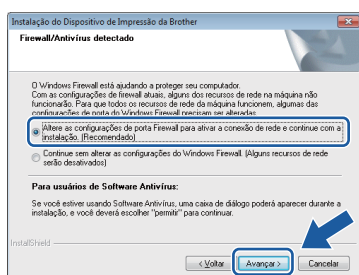 Instalação do Dispositivo de Impressão da Brother
Firewall/Antivírus detectado
O Windows Firewall está ajudando a proteger seu computador.
Com as configurações de firewall atuais, alguns dos recursos de rede na máquina não
funcionarão. Para que todos os recursos de rede da máquina funcionem, algumas das
configurações de porta do Windows Firewall precisam ser alteradas.
Altere as configurações de porta Firewall para ativar a conexão de rede e continue com a
instalação. (Recomendado)
Continue sem alterar as configurações do Windows Firewall. (Alguns recursos de rede
serão desativados)
Para usuários de Software Antivírus:
Se você estiver usando Software Antivírus, uma caixa de diálogo poderá aparecer durante a
instalação, e você deverá escolher "permitir" para continuar.
InstallShield
< Voltar
Avançar >
Cancelar